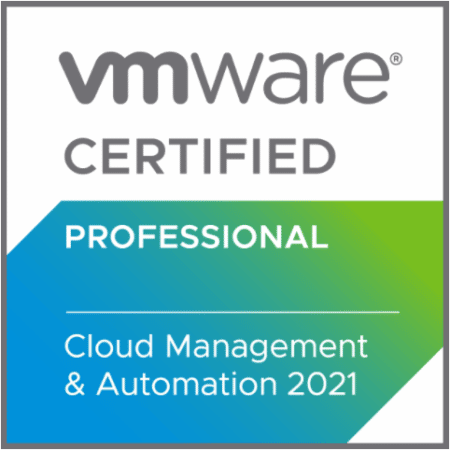 vmware®
CERTIFIED
PROFESSIONAL
Cloud Management
& Automation 2021